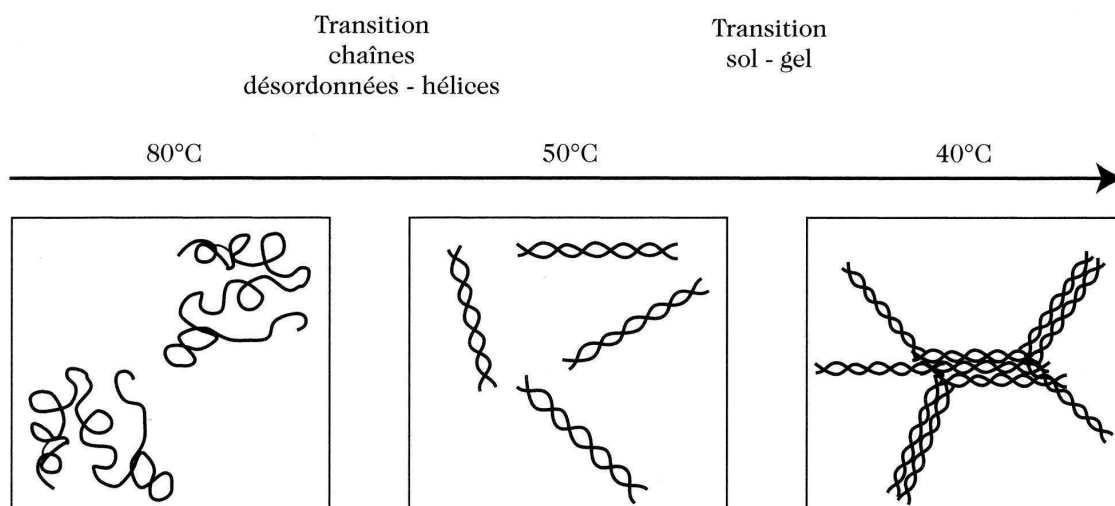 Transition
chaînes
désordonnées - hélices
Transition
sol - gel
80°C
50°C
40°C